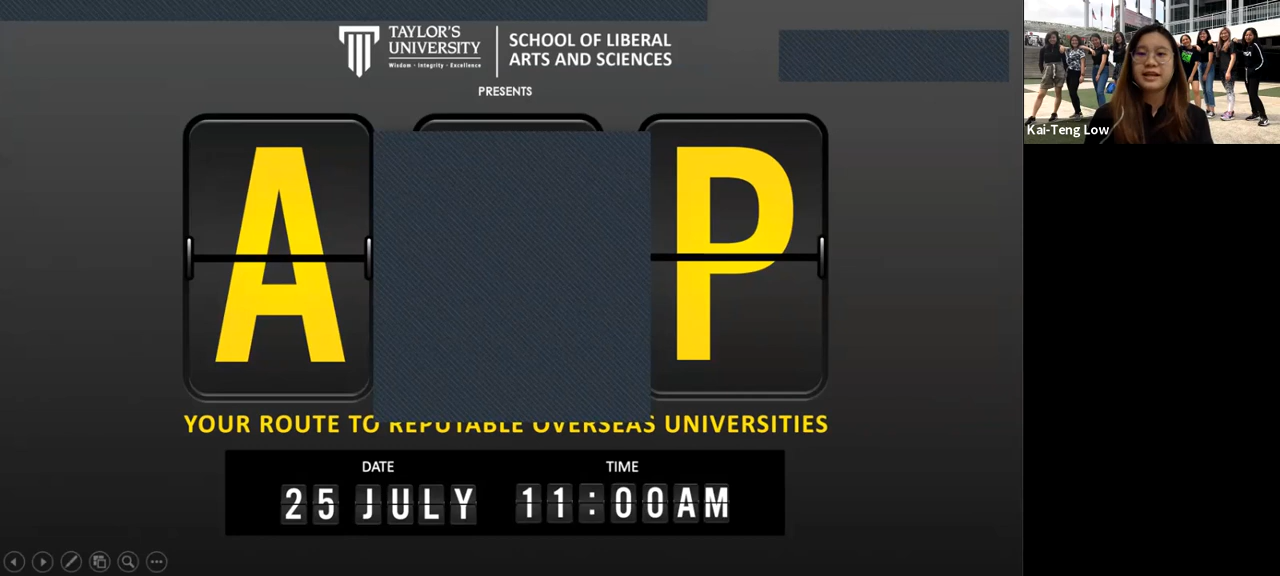 TAYLOR'S
UNIVERSITY
Wisdom · Integrity · Excellence
SCHOOL OF LIBERAL
ARTS AND SCIENCES
PRESENTS
A P
YOUR ROUTE TO REPUTABLE OVERSEAS UNIVERSITIES
DATE TIME
25 JULY 11:00AM
Kai-Teng Low